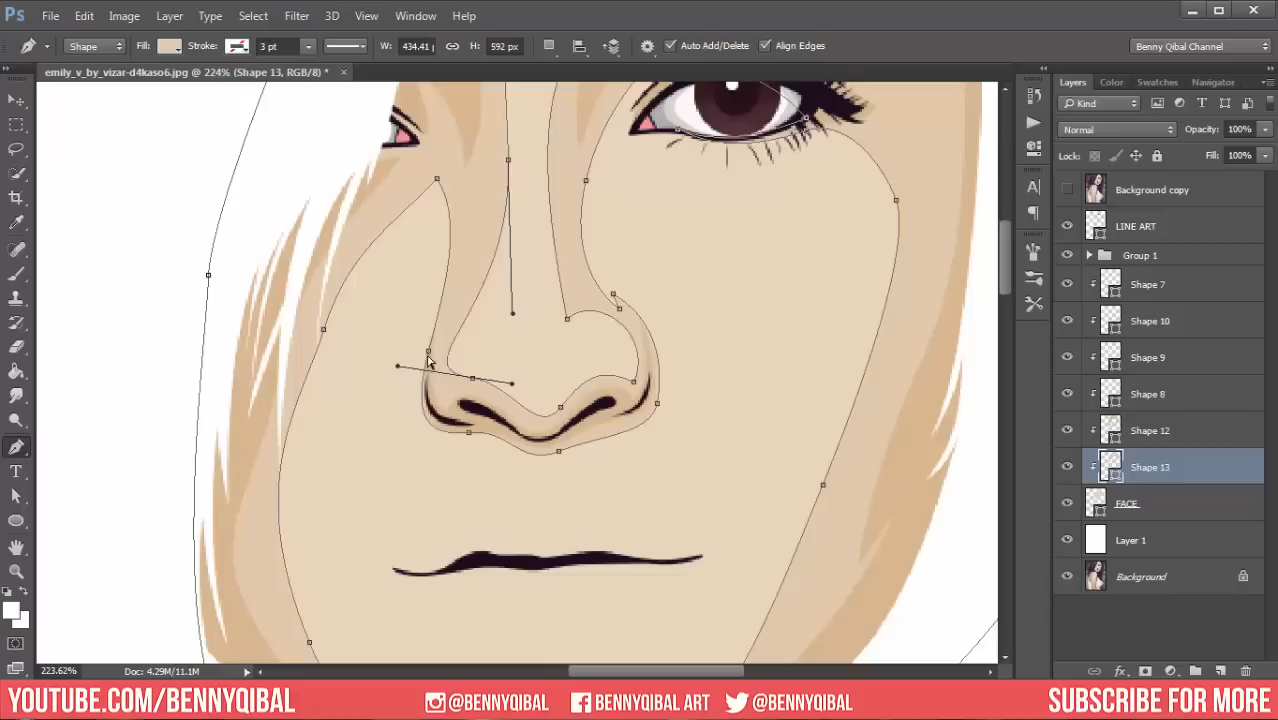 Ps File Edit Image Layer Type Select Filter 3D View Window Help
Shape Fill: Stroke: 3 pt W: 434.41 p H: 592 px Auto Add/Delete Align Edges Benny Qibal Channel
emily_v_by_vizar-d4kaso6.jpg @ 224% (Shape 13, RGB/8) * ×
Layers Color Swatches Navigator
Kind
Normal Opacity: 100%
Lock: Fill: 100%
Background copy
LINE ART
Group 1
Shape 7
Shape 10
Shape 9
Shape 8
Shape 12
Shape 13
FACE
Layer 1
Background
223.62% Doc: 4.29M/11.1M
YOUTUBE.COM/BENNYQIBAL @BENNYQIBAL BENNYQIBAL ART @BENNYQIBAL SUBSCRIBE FOR MORE